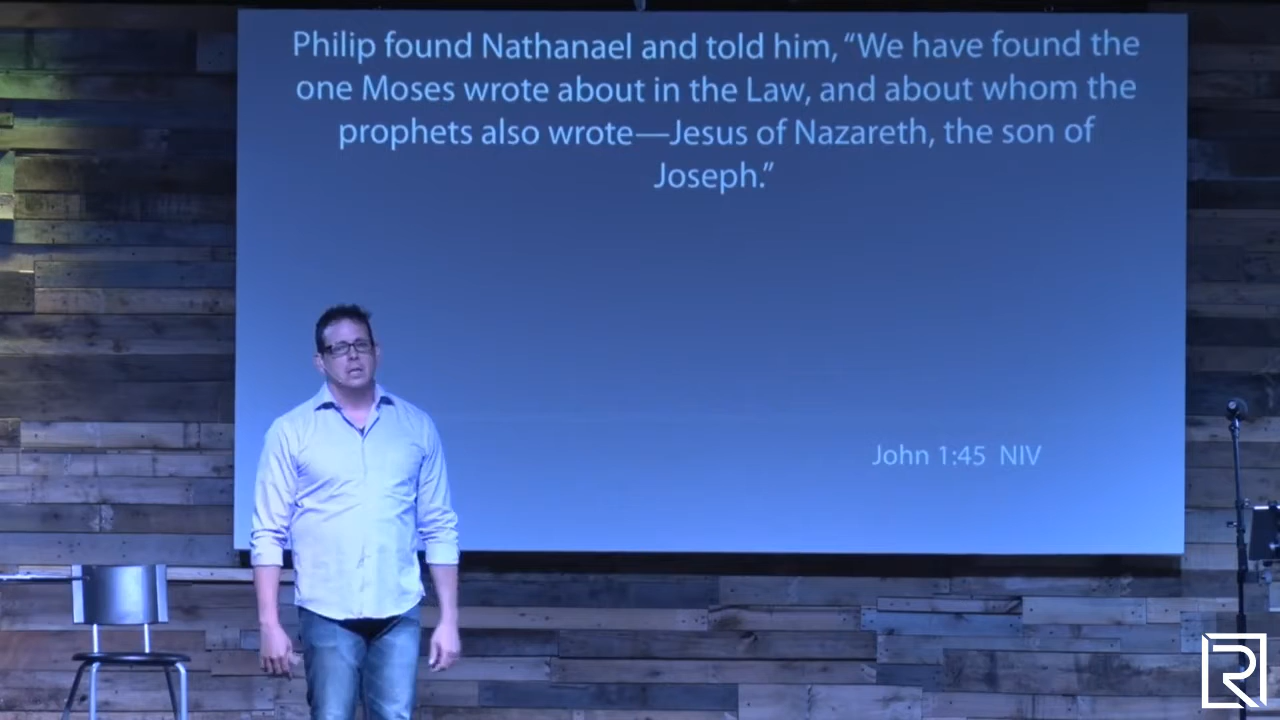 Philip found Nathanael and told him, “We have found the
one Moses wrote about in the Law, and about whom the
prophets also wrote—Jesus of Nazareth, the son of
Joseph.”
John 1:45 NIV
R